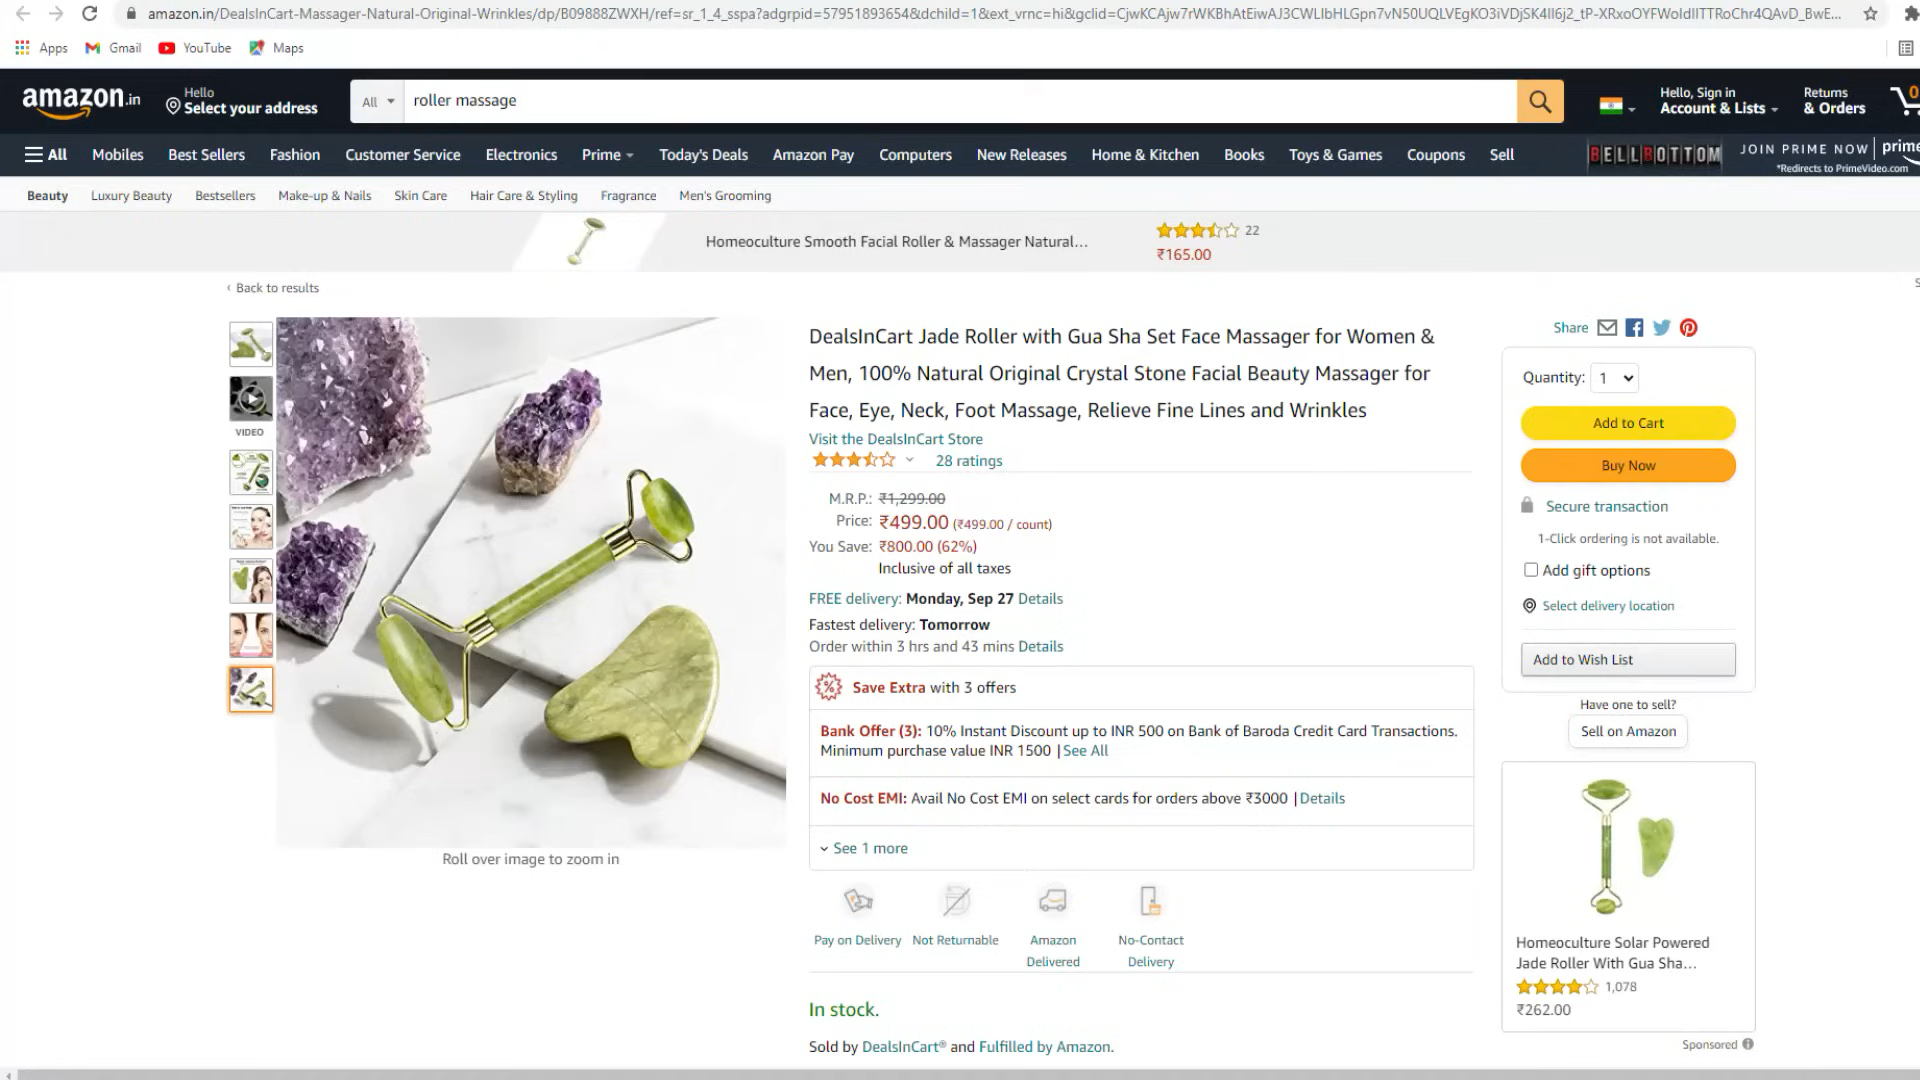 amazon.in/DealsInCart-Massager-Natural-Original-Wrinkles/dp/B09888ZWXH/ref=sr_1_4_sspa?adgrpid=57951893654&dchild=1&ext_vrnc=hi&gclid=CjwKCAjw7rWKBhAtEiwAJ3CWLIbHLGpn7vN50UQLVEgKO3iVDjSK4II6j2_tP-XRxoOYFWoIdIITTRoChr4QAvD_BwE...
Apps Gmail YouTube Maps
amazon.in
Hello
Select your address
All roller massage
Hello, Sign in
Account & Lists
Returns
& Orders
0
All Mobiles Best Sellers Fashion Customer Service Electronics Prime Today's Deals Amazon Pay Computers New Releases Home & Kitchen Books Toys & Games Coupons Sell
BELLBOTTOM JOIN PRIME NOW prime
*Redirects to PrimeVideo.com
Beauty Luxury Beauty Bestsellers Make-up & Nails Skin Care Hair Care & Styling Fragrance Men's Grooming
Homeoculture Smooth Facial Roller & Massager Natural...
22
₹165.00
‹ Back to results
VIDEO
Roll over image to zoom in
DealsInCart Jade Roller with Gua Sha Set Face Massager for Women &
Men, 100% Natural Original Crystal Stone Facial Beauty Massager for
Face, Eye, Neck, Foot Massage, Relieve Fine Lines and Wrinkles
Visit the DealsInCart Store
28 ratings
M.R.P.: ₹1,299.00
Price: ₹499.00 (₹499.00 / count)
You Save: ₹800.00 (62%)
Inclusive of all taxes
FREE delivery: Monday, Sep 27 Details
Fastest delivery: Tomorrow
Order within 3 hrs and 43 mins Details
% Save Extra with 3 offers
Bank Offer (3): 10% Instant Discount up to INR 500 on Bank of Baroda Credit Card Transactions.
Minimum purchase value INR 1500 | See All
No Cost EMI: Avail No Cost EMI on select cards for orders above ₹3000 | Details
See 1 more
Pay on Delivery
Not Returnable
Amazon
Delivered
No-Contact
Delivery
In stock.
Sold by DealsInCart® and Fulfilled by Amazon.
Share
Quantity: 1
Add to Cart
Buy Now
Secure transaction
1-Click ordering is not available.
Add gift options
Select delivery location
Add to Wish List
Have one to sell?
Sell on Amazon
Homeoculture Solar Powered
Jade Roller With Gua Sha...
1,078
₹262.00
Sponsored